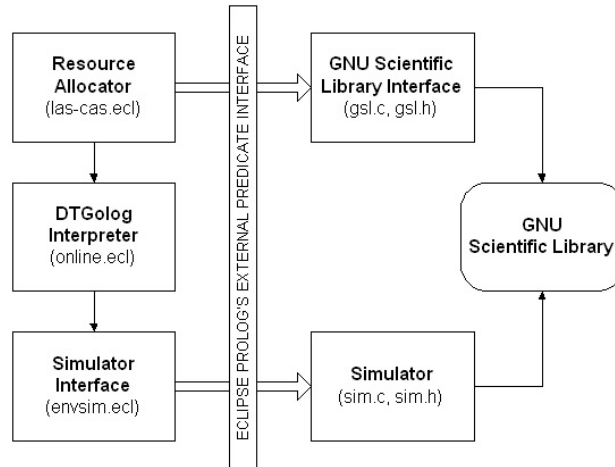 Resource
Allocator
(las-cas.ecl)
GNU Scientific
Library Interface
(gsl.c, gsl.h)
ECLIPSE PROLOG'S EXTERNAL PREDICATE INTERFACE
DTGolog
Interpreter
(online.ecl)
GNU
Scientific Library
Simulator
Interface
(envsim.ecl)
Simulator
(sim.c, sim.h)